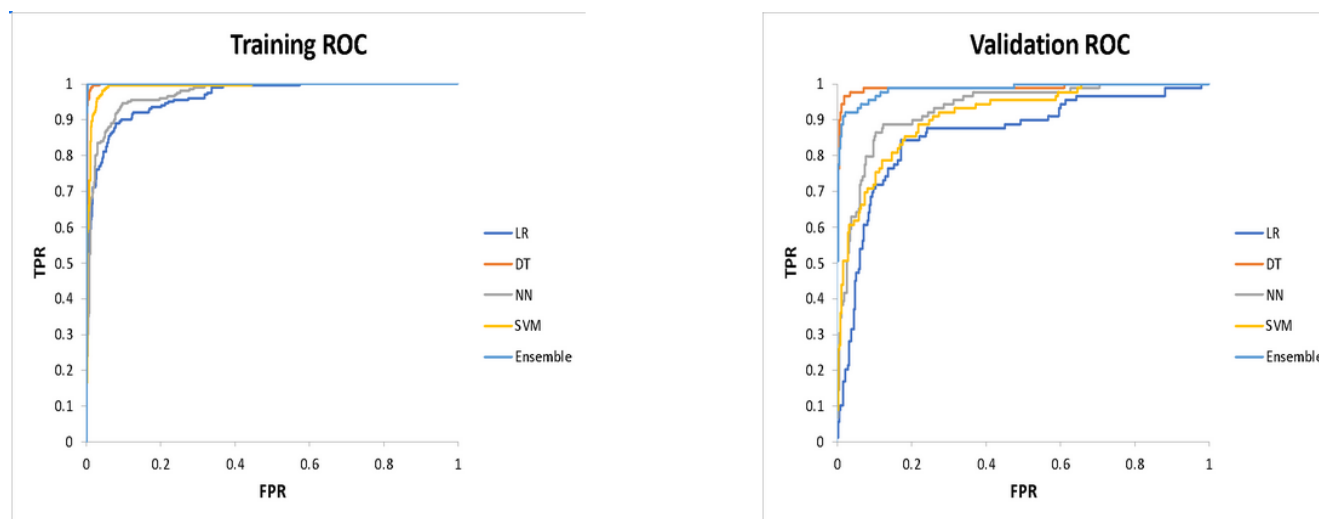 Training ROC
1
0.9
0.8
0.7
0.6
0.5
0.4
0.3
0.2
0.1
0
TPR
0 0.2 0.4 0.6 0.8 1
FPR
LR
DT
NN
SVM
Ensemble
Validation ROC
1
0.9
0.8
0.7
0.6
0.5
0.4
0.3
0.2
0.1
0
TPR
0 0.2 0.4 0.6 0.8 1
FPR
LR
DT
NN
SVM
Ensemble